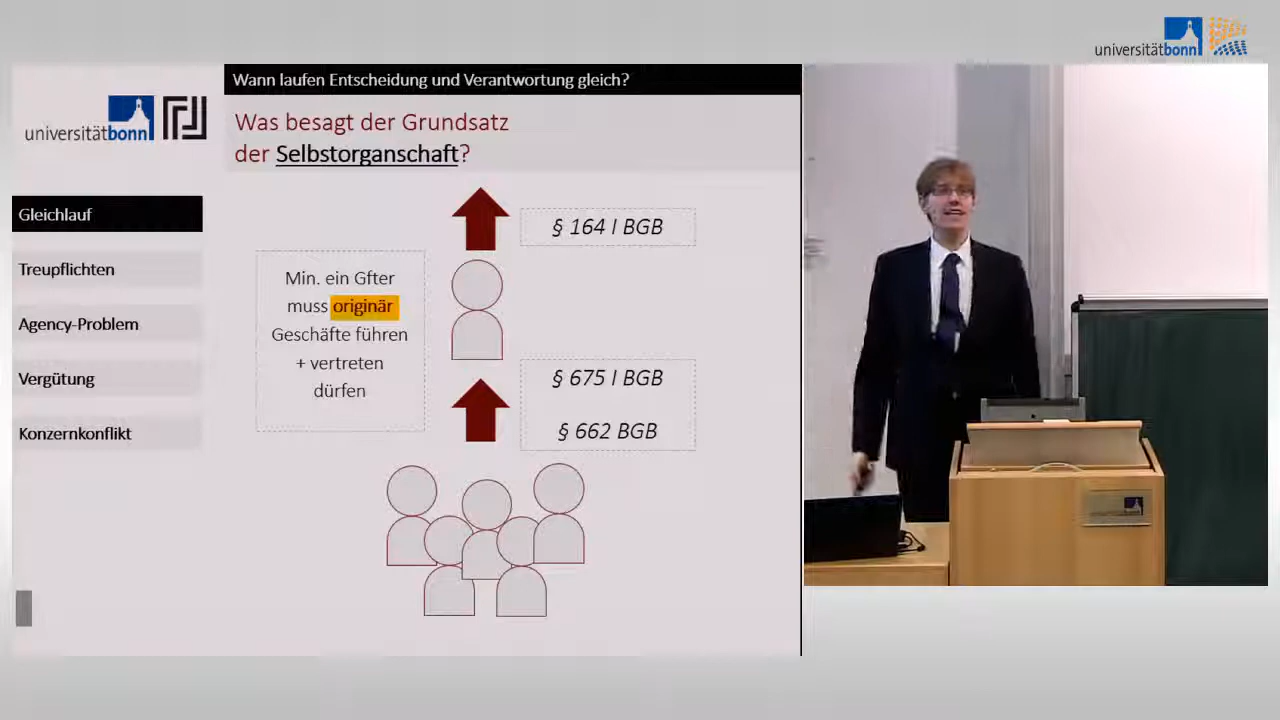 universitätbonn
Wann laufen Entscheidung und Verantwortung gleich?
universitätbonn
Was besagt der Grundsatz
der Selbstorganschaft?
Gleichlauf
Treupflichten
Agency-Problem
Vergütung
Konzernkonflikt
§ 164 I BGB
Min. ein Gfter
muss originär
Geschäfte führen
+ vertreten
dürfen
§ 675 I BGB
§ 662 BGB